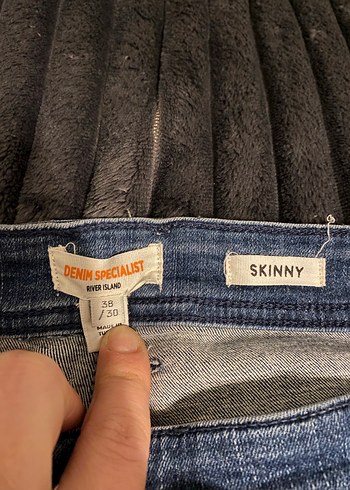 DENIM SPECIALIST
RIVER ISLAND
SKINNY
38
/30